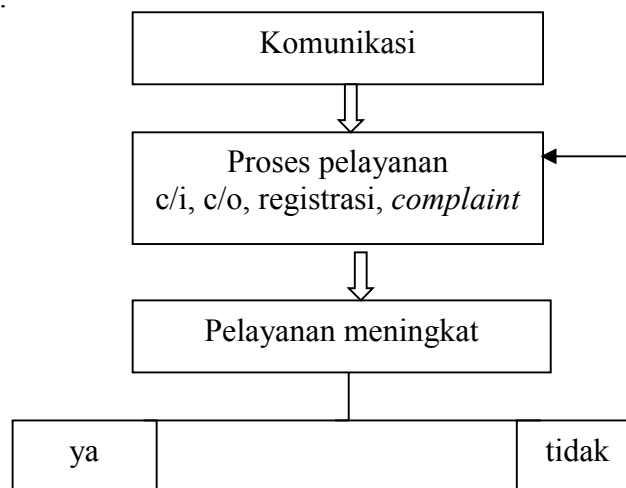 .
Komunikasi
Proses pelayanan
c/i, c/o, registrasi, complaint
Pelayanan meningkat
ya
tidak